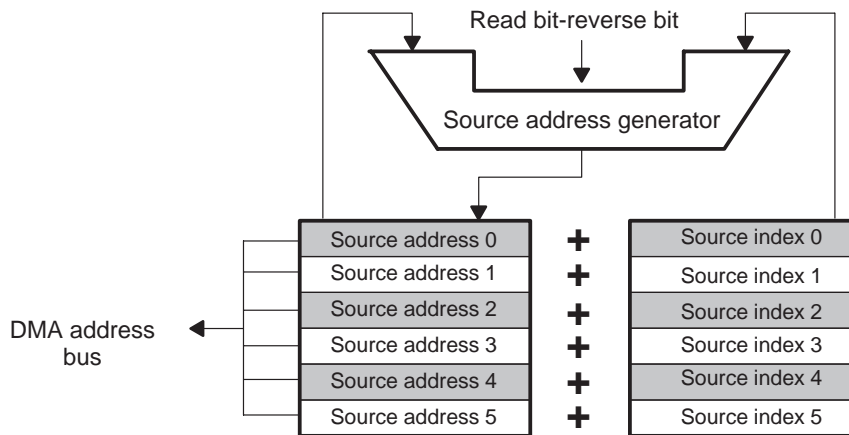 Read bit-reverse bit
Source address generator
Source address 0 + Source index 0
Source address 1 + Source index 1
Source address 2 + Source index 2
Source address 3 + Source index 3
Source address 4 + Source index 4
Source address 5 + Source index 5
DMA address
bus